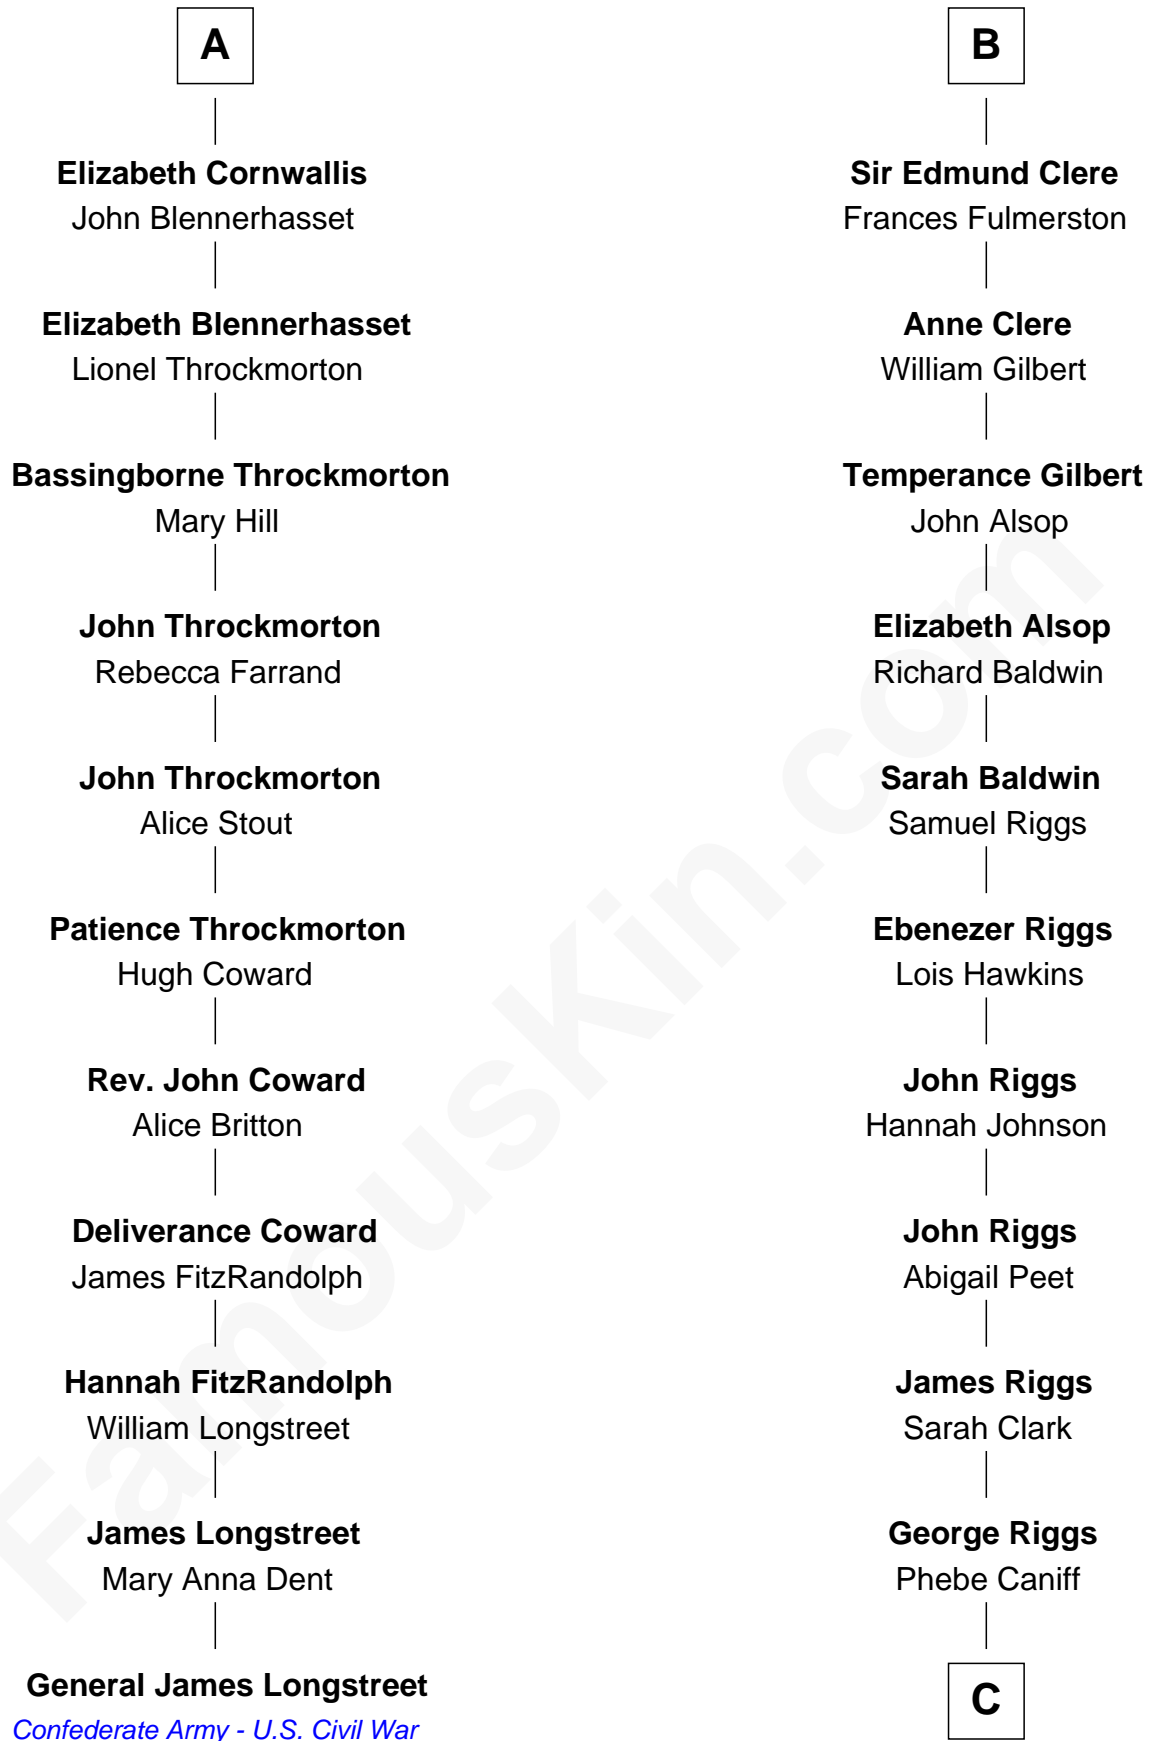 A
Elizabeth Cornwallis
John Blennerhasset
Elizabeth Blennerhasset
Lionel Throckmorton
Bassingborne Throckmorton
Mary Hill
John Throckmorton
Rebecca Farrand
John Throckmorton
Alice Stout
Patience Throckmorton
Hugh Coward
Rev. John Coward
Alice Britton
Deliverance Coward
James FitzRandolph
Hannah FitzRandolph
William Longstreet
James Longstreet
Mary Anna Dent
General James Longstreet
Confederate Army - U.S. Civil War
B
Sir Edmund Clere
Frances Fulmerston
Anne Clere
William Gilbert
Temperance Gilbert
John Alsop
Elizabeth Alsop
Richard Baldwin
Sarah Baldwin
Samuel Riggs
Ebenezer Riggs
Lois Hawkins
John Riggs
Hannah Johnson
John Riggs
Abigail Peet
James Riggs
Sarah Clark
George Riggs
Phebe Caniff
C
FamousKin.com